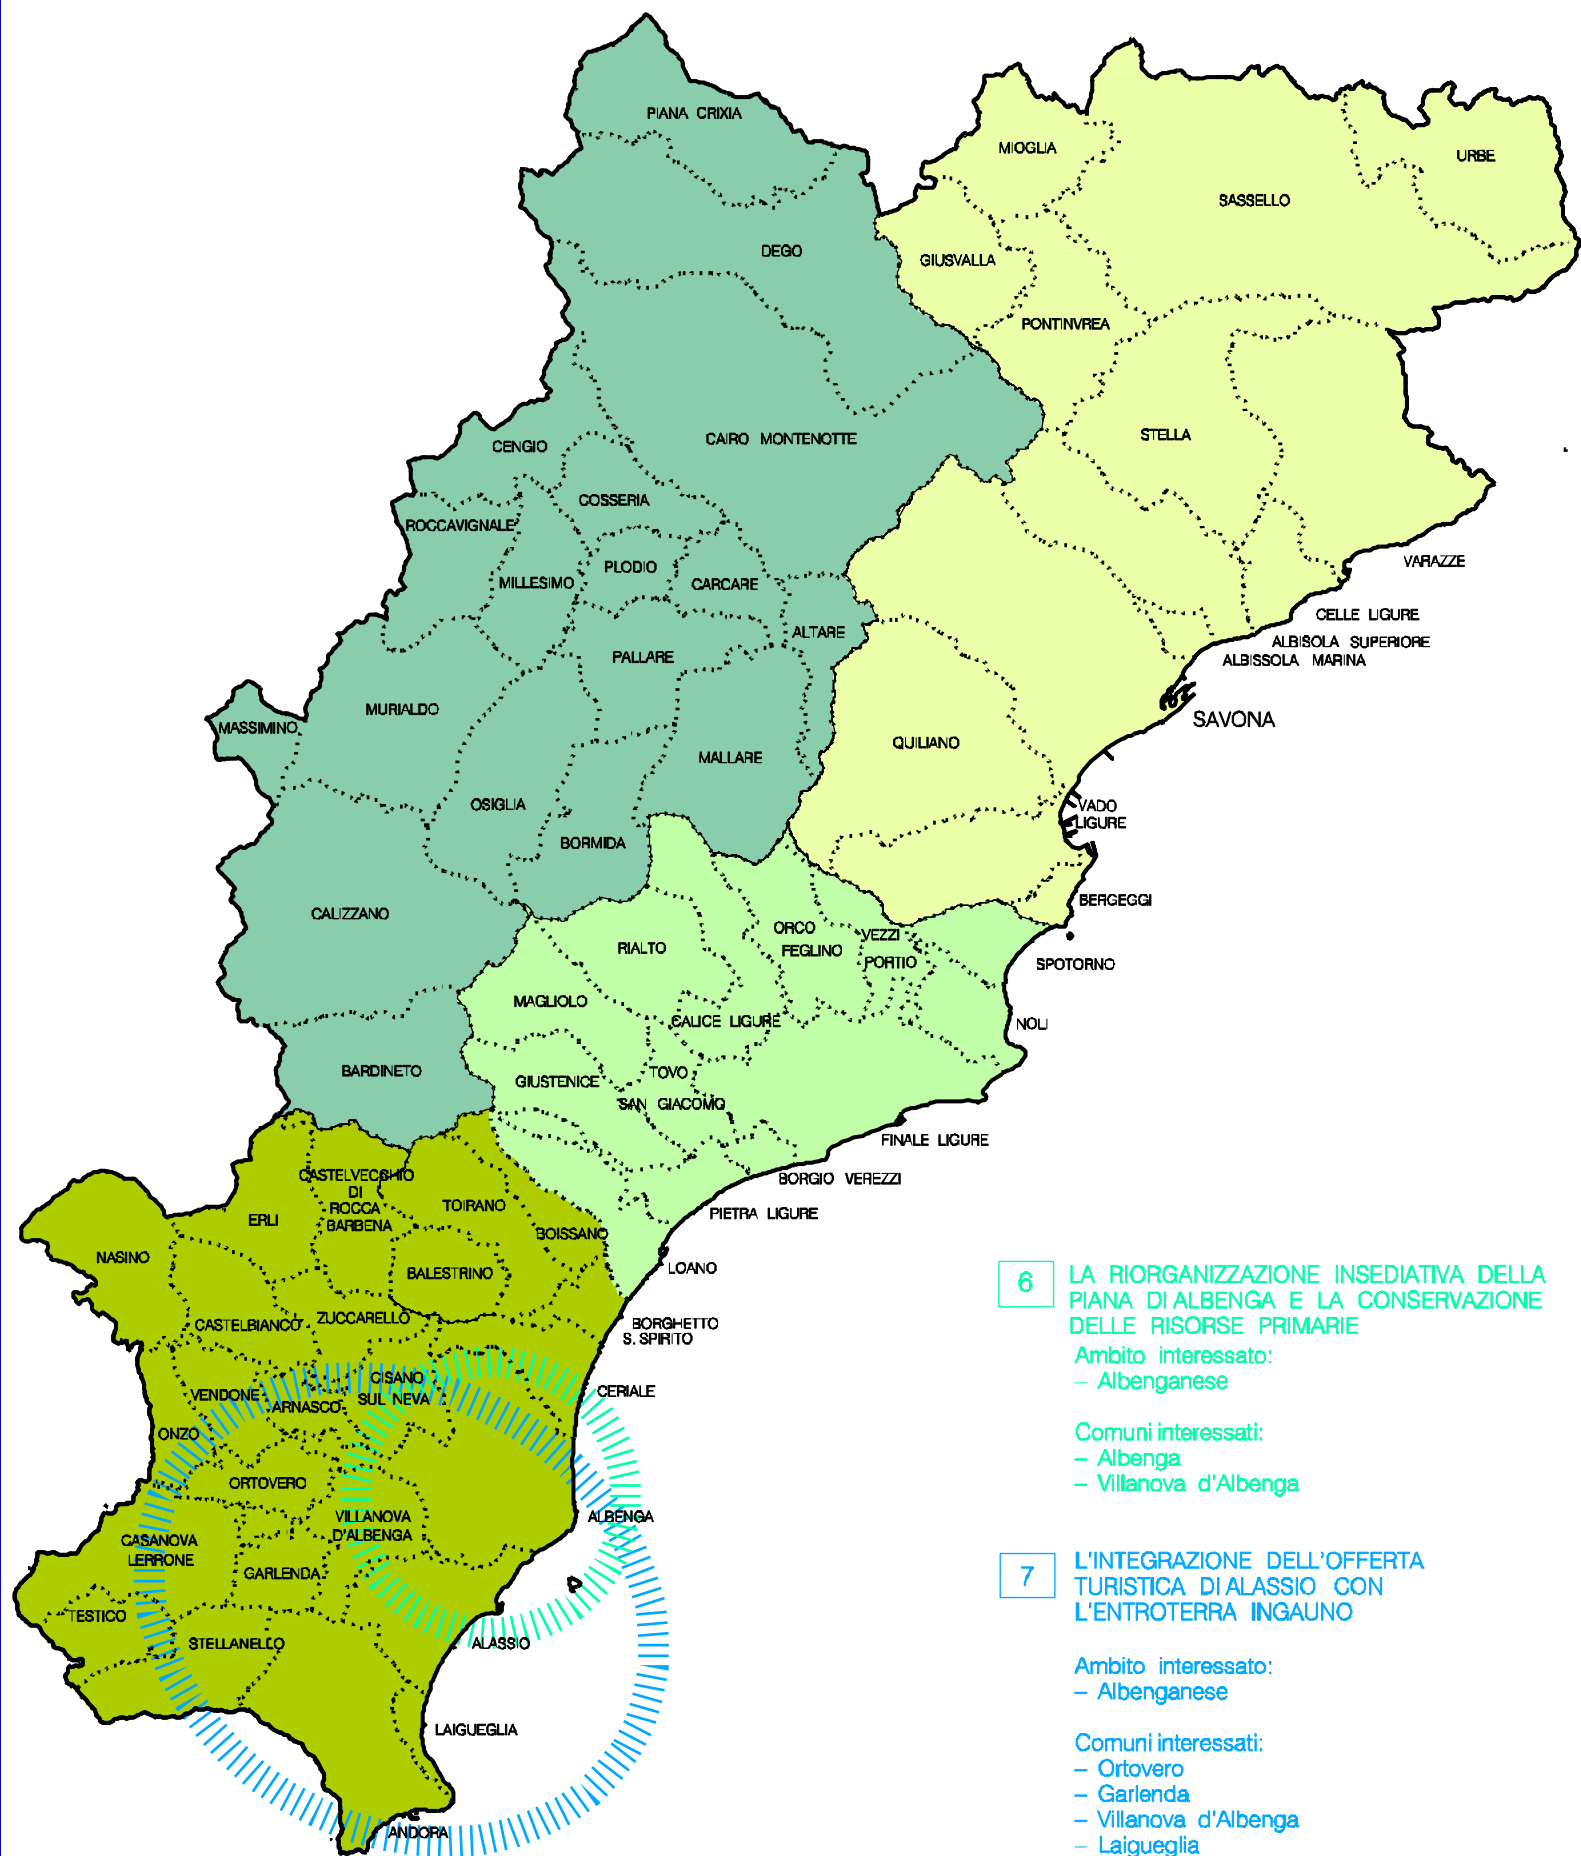 PIANA CRIXIA
MIOGLIA
URBE
SASSELLO
DEGO
GIUSVALLA
PONTINVREA
STELLA
CAIRO MONTENOTTE
CENGIO
COSSERIA
ROCCAVIGNALE
VARAZZE
PLODIO
MILLESIMO
CARCARE
CELLE LIGURE
ALTARE
ALBISOLA SUPERIORE
PALLARE
ALBISSOLA MARINA
MURIALDO
SAVONA
MASSIMINO
QUILIANO
MALLARE
OSIGLIA
VADO
LIGURE
BORMIDA
BERGEGGI
CALIZZANO
ORCO
FEGLINO
VEZZI
PORTIO
RIALTO
SPOTORNO
MAGLIOLO
CALICE LIGURE
NOLI
BARDINETO
GIUSTENICE
TOVO
SAN GIACOMO
FINALE LIGURE
CASTELVECCHIO
DI
ROCCA
BARBENA
BORGIO VEREZZI
TOIRANO
PIETRA LIGURE
ERLI
BOISSANO
NASINO
BALESTRINO
LOANO
ZUCCARELLO
CASTELBIANCO
BORGHETTO
S. SPIRITO
CISANO
SUL NEVA
CERIALE
VENDONE
ARNASCO
ONZO
ORTOVERO
VILLANOVA
D'ALBENGA
ALBENGA
CASANOVA
LERRONE
GARLENDA
TESTICO
STELLANELLO
ALASSIO
LAIGUEGLIA
ANDORA
6
LA RIORGANIZZAZIONE INSEDIATIVA DELLA
PIANA DI ALBENGA E LA CONSERVAZIONE
DELLE RISORSE PRIMARIE
Ambito interessato:
– Albenganese
Comuni interessati:
– Albenga
– Villanova d'Albenga
7
L'INTEGRAZIONE DELL'OFFERTA
TURISTICA DI ALASSIO CON
L'ENTROTERRA INGAUNO
Ambito interessato:
– Albenganese
Comuni interessati:
– Ortovero
– Garlenda
– Villanova d'Albenga
– Laigueglia